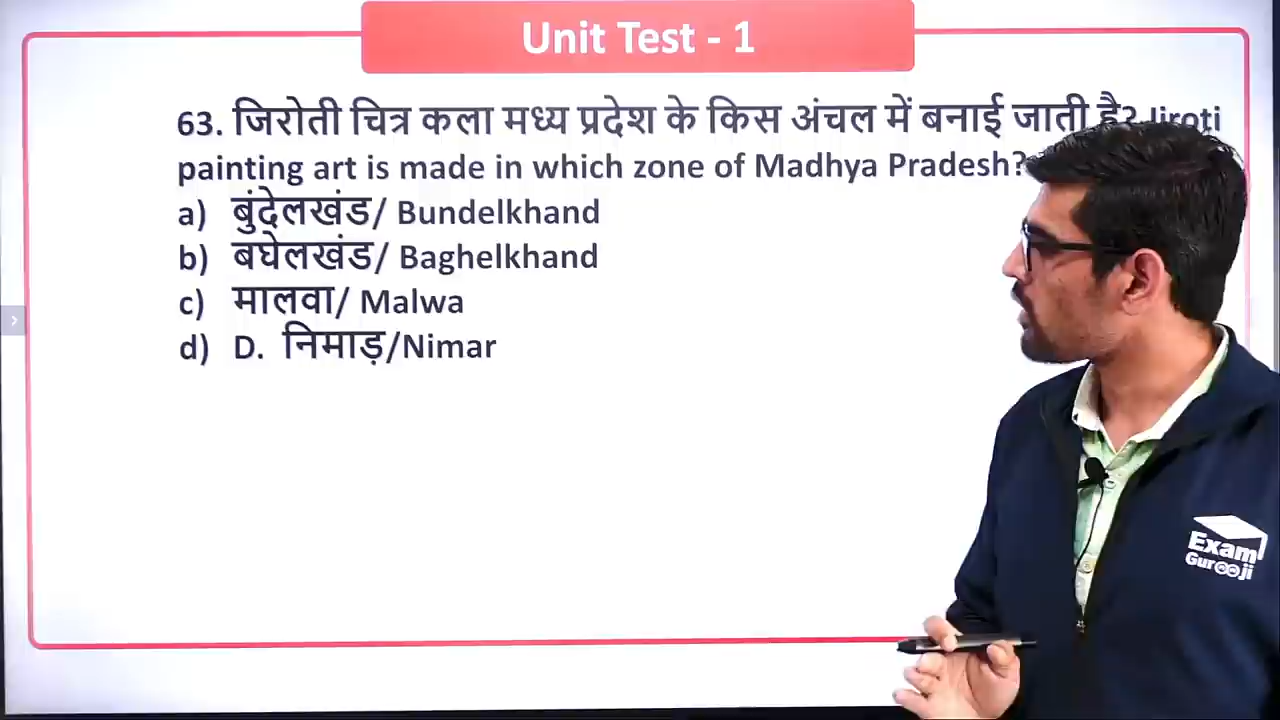 Unit Test - 1
63. जिरोती चित्र कला मध्य प्रदेश के किस अंचल में बनाई जाती है? Jiroti
painting art is made in which zone of Madhya Pradesh?
a) बुंदेलखंड/ Bundelkhand
b) बघेलखंड/ Baghelkhand
c) मालवा/ Malwa
d) D. निमाड़/Nimar
Exam
Gurooji